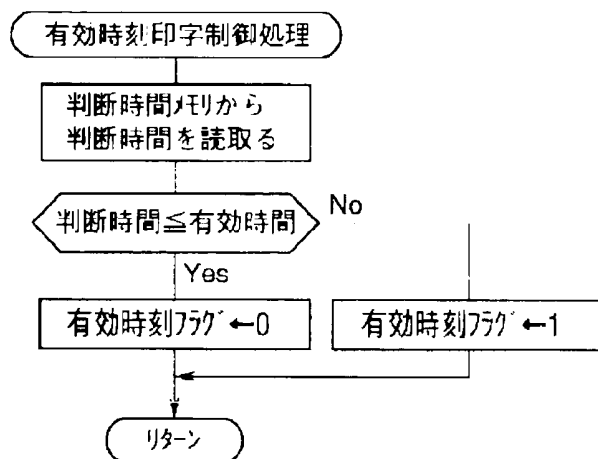 有効時刻印字制御処理
判断時間メモリから
判断時間を読取る
判断時間≦有効時間
No
Yes
有効時刻フラグ←0
有効時刻フラグ←1
リターン